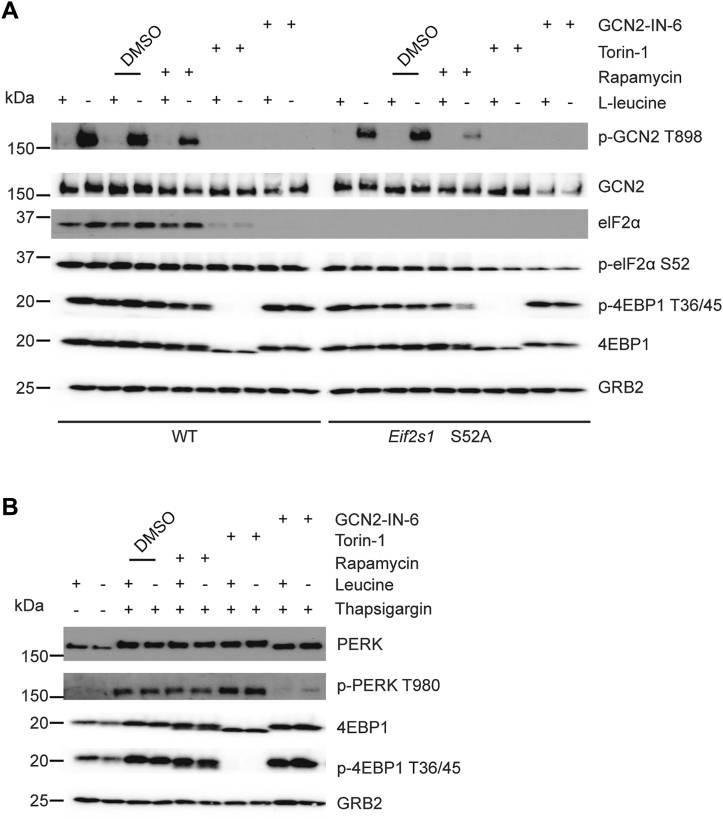 A
GCN2-IN-6 + + + +
Torin-1 + + + +
DMSO DMSO
Rapamycin + + + +
kDa + - + - + - + - + - + - + - + - + - + - L-leucine
150 p-GCN2 T898
150 GCN2
37 eIF2α
37 p-eIF2α S52
20 p-4EBP1 T36/45
20 4EBP1
25 GRB2
WT Eif2s1 S52A
B
+ + GCN2-IN-6
DMSO + + Torin-1
+ + Rapamycin
+ - + - + - + - + - Leucine
kDa - - + + + + + + + + Thapsigargin
150 PERK
150 p-PERK T980
20 4EBP1
20 p-4EBP1 T36/45
25 GRB2